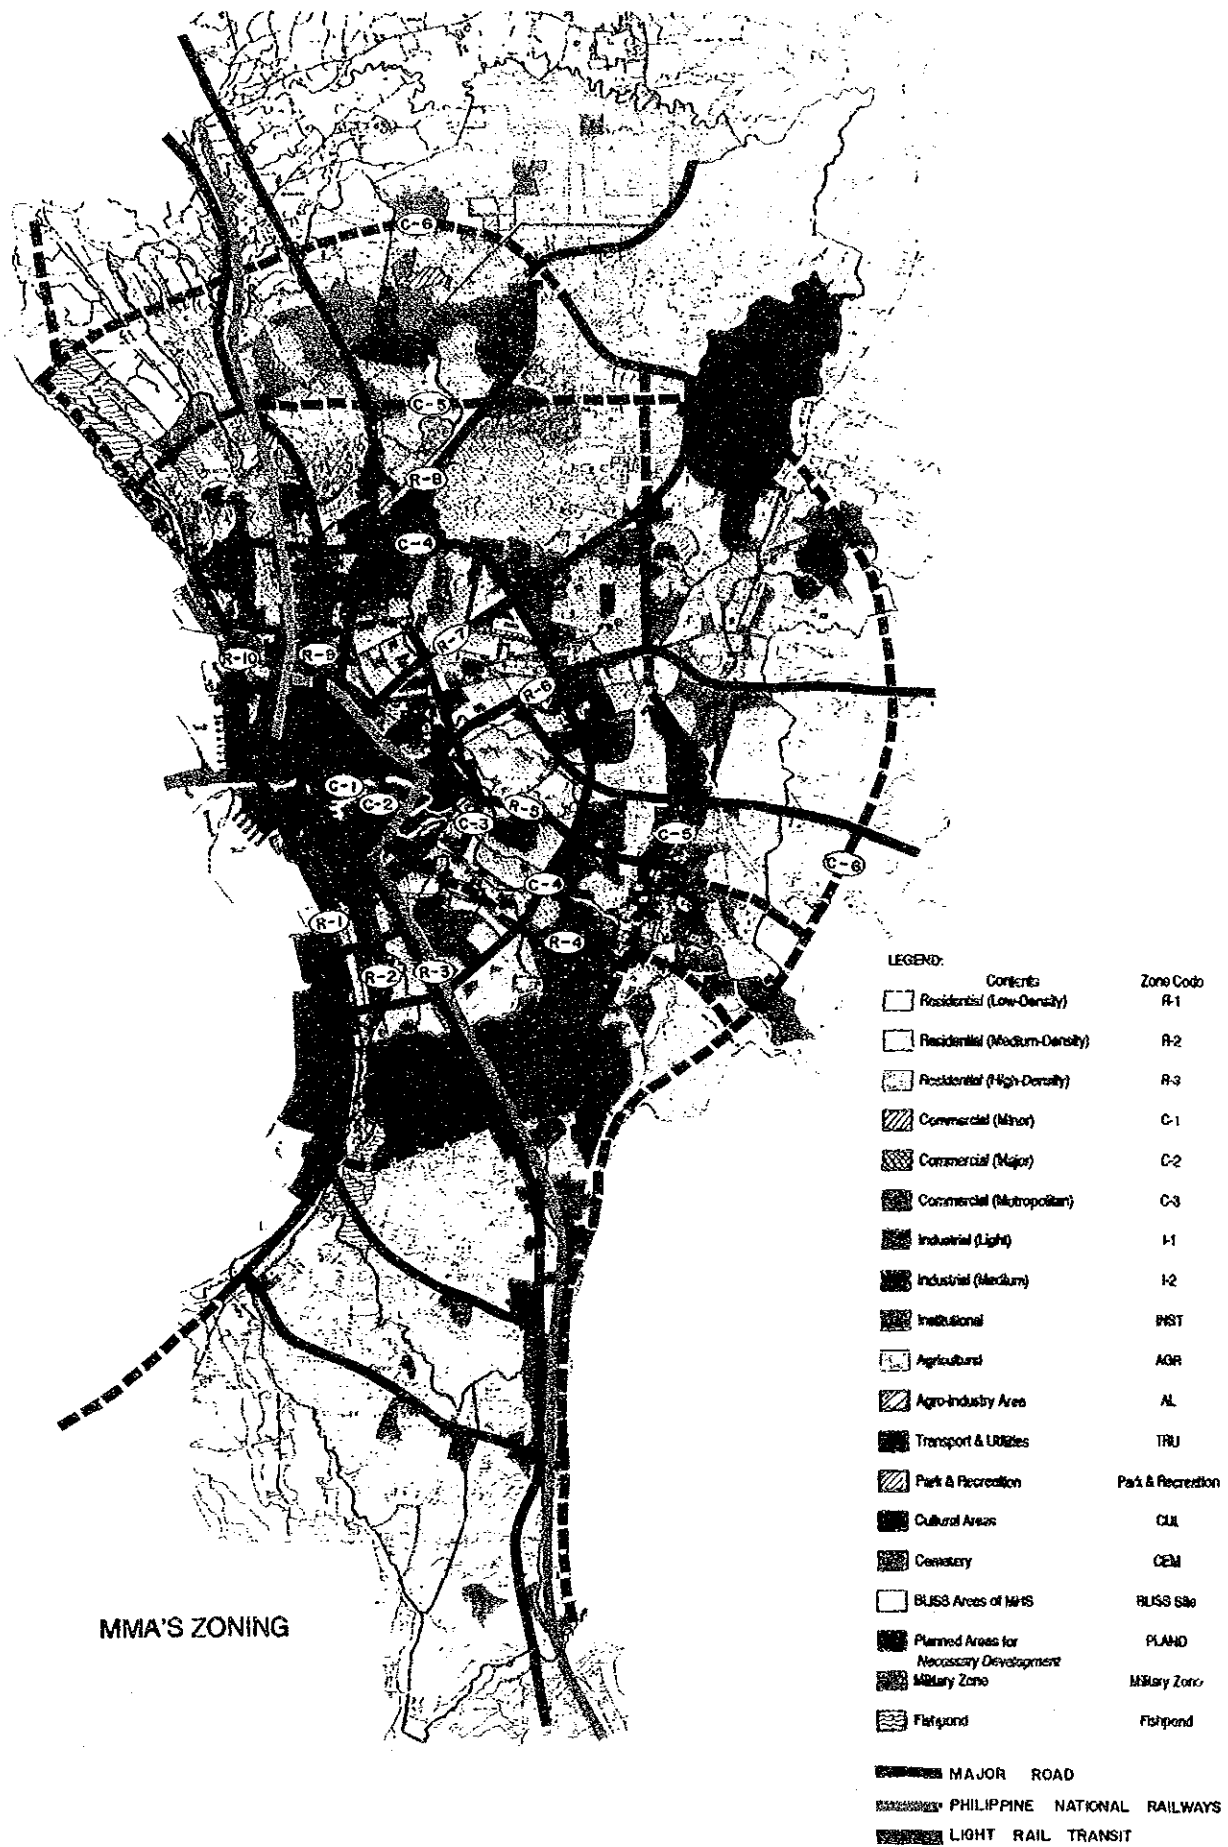 C-6
C-5
R-8
C-4
R-7
R-10
R-9
R-6
C-1
C-2
R-5
C-3
C-5
C-6
C-4
R-1
R-4
R-2
R-3
LEGEND:
Contents Zone Code
Residential (Low-Density) R-1
Residential (Medium-Density) R-2
Residential (High-Density) R-3
Commercial (Minor) C-1
Commercial (Major) C-2
Commercial (Metropolitan) C-3
Industrial (Light) I-1
Industrial (Medium) I-2
Institutional INST
Agricultural AGR
Agro-Industry Area AL
Transport & Utilities TRU
Park & Recreation Park & Recreation
Cultural Areas CUL
Cemetery CEM
BLISS Areas of MHS BLISS Site
Planned Areas for PLAND
Necessary Development
Military Zone Military Zone
Fishpond Fishpond
MAJOR ROAD
PHILIPPINE NATIONAL RAILWAYS
LIGHT RAIL TRANSIT
MMA'S ZONING